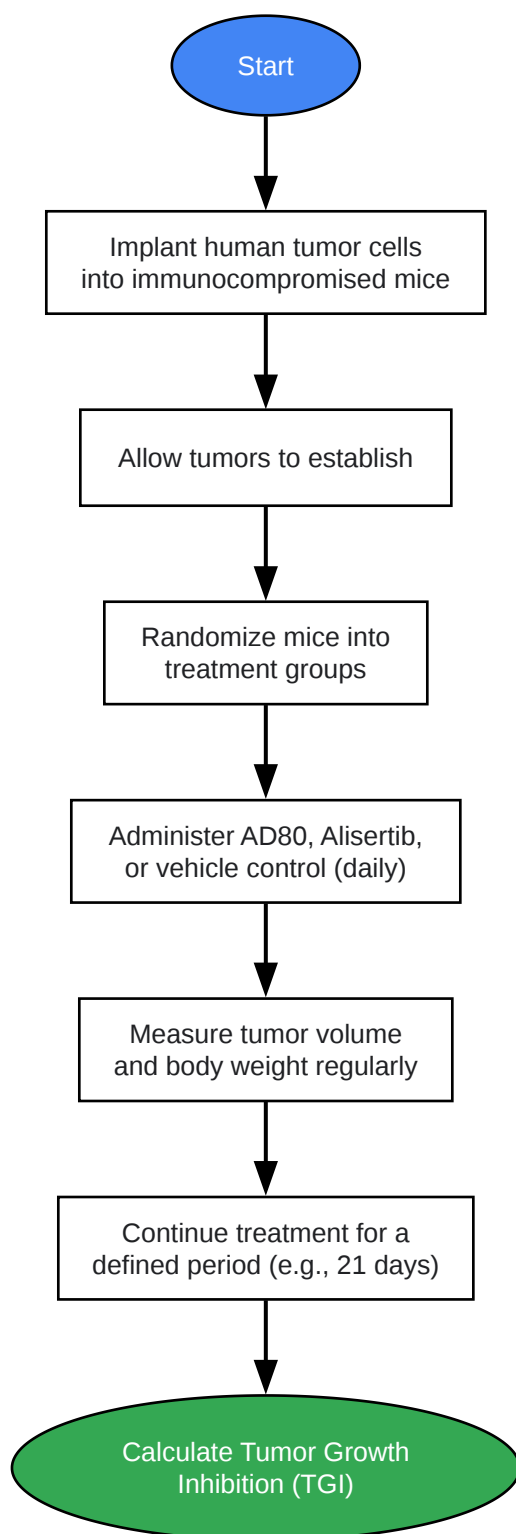 Start
Implant human tumor cells
into immunocompromised mice
Allow tumors to establish
Randomize mice into
treatment groups
Administer AD80, Alisertib,
or vehicle control (daily)
Measure tumor volume
and body weight regularly
Continue treatment for a
defined period (e.g., 21 days)
Calculate Tumor Growth
Inhibition (TGI)